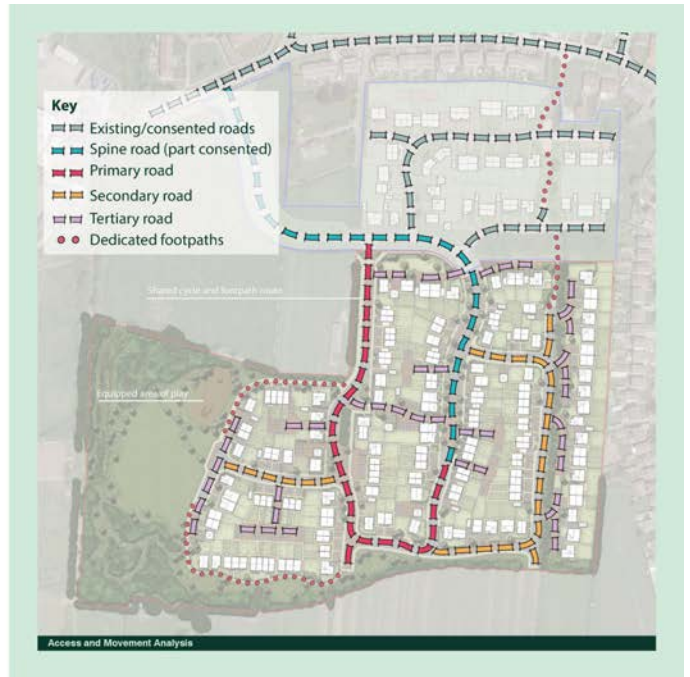 Key
Existing/consented roads
Spine road (part consented)
Primary road
Secondary road
Tertiary road
Dedicated footpaths
Shared cycle and footpath route
Equipped area of play
Access and Movement Analysis